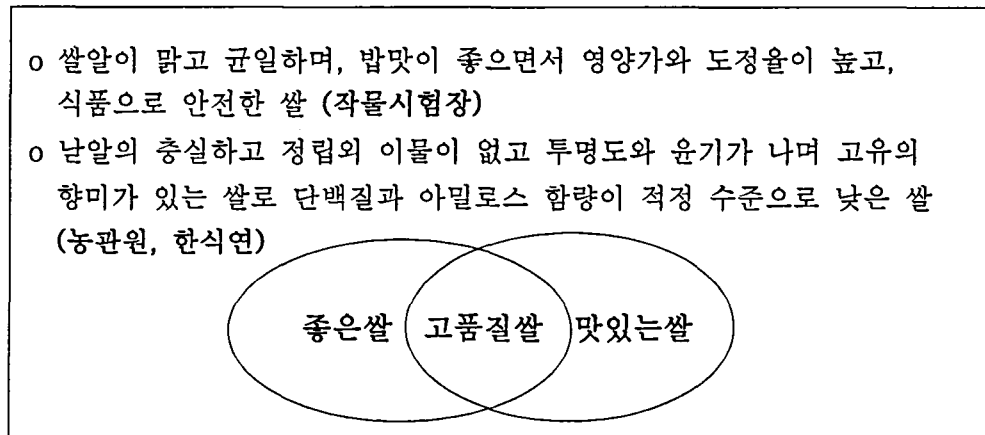 o 쌀알이 맑고 균일하며, 밥맛이 좋으면서 영양가와 도정율이 높고,
식품으로 안전한 쌀 (작물시험장)
o 낟알의 충실하고 정립외 이물이 없고 투명도와 윤기가 나며 고유의
향미가 있는 쌀로 단백질과 아밀로스 함량이 적정 수준으로 낮은 쌀
(농관원, 한식연)
좋은쌀 고품질쌀 맛있는쌀